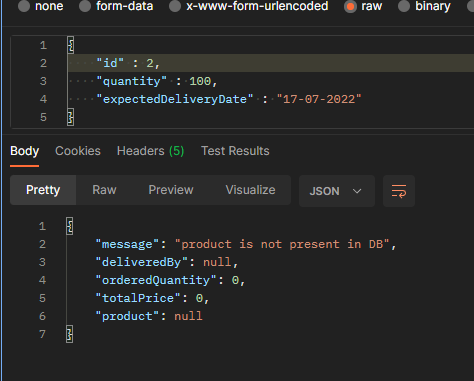 none form-data x-www-form-urlencoded raw binary
1 {
2 "id" : 2,
3 "quantity" : 100,
4 "expectedDeliveryDate" : "17-07-2022"
5 }
Body Cookies Headers (5) Test Results
Pretty Raw Preview Visualize JSON
1 {
2 "message": "product is not present in DB",
3 "deliveredBy": null,
4 "orderedQuantity": 0,
5 "totalPrice": 0,
6 "product": null
7 }